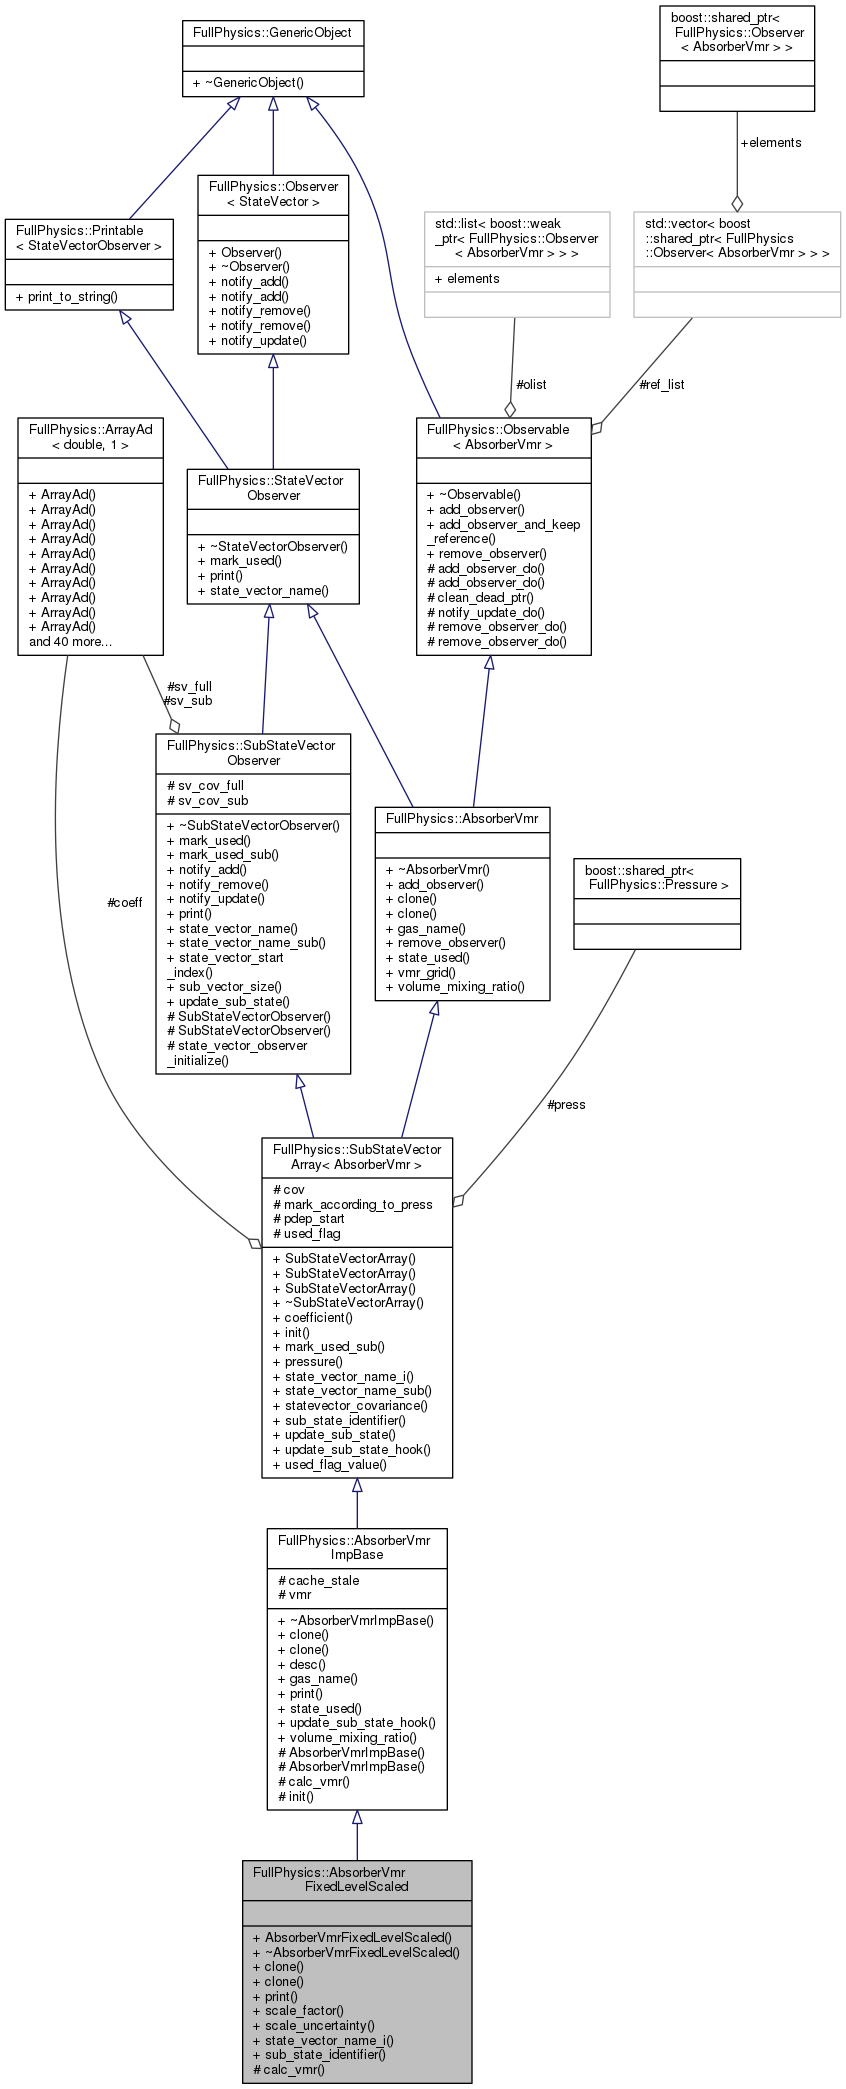 FullPhysics::GenericObject
+ ~GenericObject()
boost::shared_ptr<
FullPhysics::Observer
< AbsorberVmr > >
+elements
FullPhysics::Printable
< StateVectorObserver >
+ print_to_string()
FullPhysics::Observer
< StateVector >
+ Observer()
+ ~Observer()
+ notify_add()
+ notify_add()
+ notify_remove()
+ notify_remove()
+ notify_update()
std::list< boost::weak
_ptr< FullPhysics::Observer
< AbsorberVmr > > >
+ elements
std::vector< boost
::shared_ptr< FullPhysics
::Observer< AbsorberVmr > > >
#olist
#ref_list
FullPhysics::ArrayAd
< double, 1 >
+ ArrayAd()
+ ArrayAd()
+ ArrayAd()
+ ArrayAd()
+ ArrayAd()
+ ArrayAd()
+ ArrayAd()
+ ArrayAd()
+ ArrayAd()
+ ArrayAd()
and 40 more...
FullPhysics::StateVector
Observer
+ ~StateVectorObserver()
+ mark_used()
+ print()
+ state_vector_name()
FullPhysics::Observable
< AbsorberVmr >
+ ~Observable()
+ add_observer()
+ add_observer_and_keep
_reference()
+ remove_observer()
# add_observer_do()
# add_observer_do()
# clean_dead_ptr()
# notify_update_do()
# remove_observer_do()
# remove_observer_do()
#sv_full
#sv_sub
FullPhysics::SubStateVector
Observer
# sv_cov_full
# sv_cov_sub
+ ~SubStateVectorObserver()
+ mark_used()
+ mark_used_sub()
+ notify_add()
+ notify_remove()
+ notify_update()
+ print()
+ state_vector_name()
+ state_vector_name_sub()
+ state_vector_start
_index()
+ sub_vector_size()
+ update_sub_state()
# SubStateVectorObserver()
# SubStateVectorObserver()
# state_vector_observer
_initialize()
FullPhysics::AbsorberVmr
+ ~AbsorberVmr()
+ add_observer()
+ clone()
+ clone()
+ gas_name()
+ remove_observer()
+ state_used()
+ vmr_grid()
+ volume_mixing_ratio()
boost::shared_ptr<
FullPhysics::Pressure >
#coeff
#press
FullPhysics::SubStateVector
Array< AbsorberVmr >
# cov
# mark_according_to_press
# pdep_start
# used_flag
+ SubStateVectorArray()
+ SubStateVectorArray()
+ SubStateVectorArray()
+ ~SubStateVectorArray()
+ coefficient()
+ init()
+ mark_used_sub()
+ pressure()
+ state_vector_name_i()
+ state_vector_name_sub()
+ statevector_covariance()
+ sub_state_identifier()
+ update_sub_state()
+ update_sub_state_hook()
+ used_flag_value()
FullPhysics::AbsorberVmr
ImpBase
# cache_stale
# vmr
+ ~AbsorberVmrImpBase()
+ clone()
+ clone()
+ desc()
+ gas_name()
+ print()
+ state_used()
+ update_sub_state_hook()
+ volume_mixing_ratio()
# AbsorberVmrImpBase()
# AbsorberVmrImpBase()
# calc_vmr()
# init()
FullPhysics::AbsorberVmr
FixedLevelScaled
+ AbsorberVmrFixedLevelScaled()
+ ~AbsorberVmrFixedLevelScaled()
+ clone()
+ clone()
+ print()
+ scale_factor()
+ scale_uncertainty()
+ state_vector_name_i()
+ sub_state_identifier()
# calc_vmr()